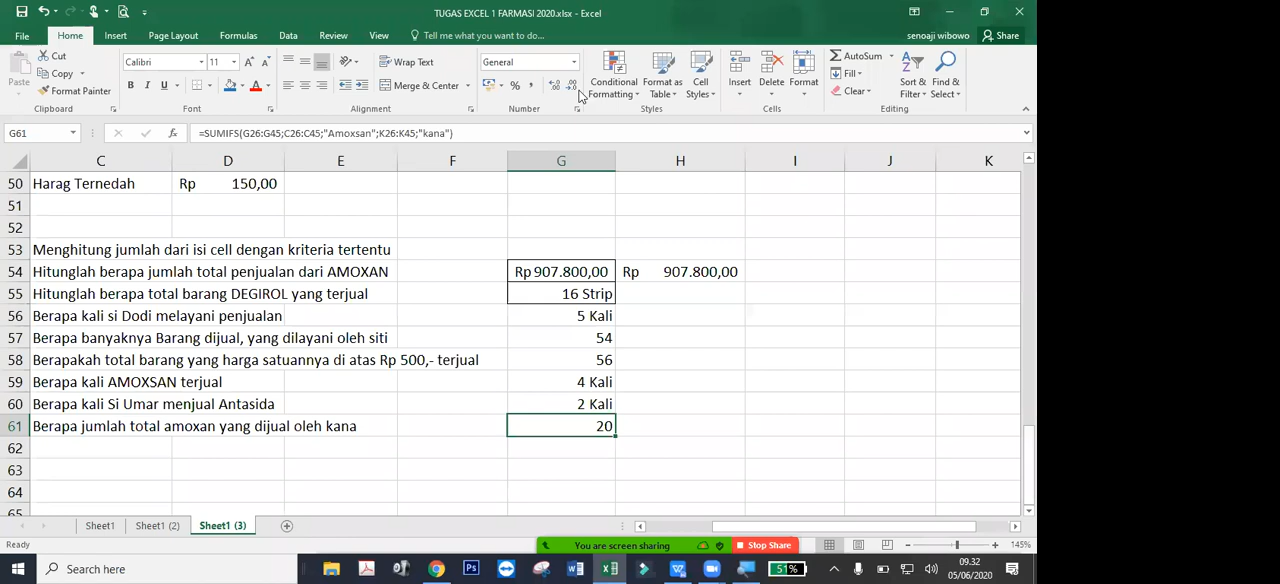 TUGAS EXCEL 1 FARMASI 2020.xlsx - Excel
File Home Insert Page Layout Formulas Data Review View Tell me what you want to do... senoaji wibowo Share
Paste
Cut
Copy
Format Painter
Clipboard
Calibri 11
B I U
Font
Wrap Text
Merge & Center
Alignment
General
%
Number
Conditional Formatting
Format as Table
Cell Styles
Styles
Insert Delete Format
Cells
AutoSum
Fill
Clear
Sort & Filter
Find & Select
Editing
G61 fx =SUMIFS(G26:G45;C26:C45;"Amoxsan";K26:K45;"kana")
C D E F G H I J K
50 Harag Ternedah Rp 150,00
51
52
53 Menghitung jumlah dari isi cell dengan kriteria tertentu
54 Hitunglah berapa jumlah total penjualan dari AMOXAN Rp 907.800,00 Rp 907.800,00
55 Hitunglah berapa total barang DEGIROL yang terjual 16 Strip
56 Berapa kali si Dodi melayani penjualan 5 Kali
57 Berapa banyaknya Barang dijual, yang dilayani oleh siti 54
58 Berapakah total barang yang harga satuannya di atas Rp 500,- terjual 56
59 Berapa kali AMOXSAN terjual 4 Kali
60 Berapa kali Si Umar menjual Antasida 2 Kali
61 Berapa jumlah total amoxan yang dijual oleh kana 20
62
63
64
65
Sheet1 Sheet1 (2) Sheet1 (3)
Ready
You are screen sharing Stop Share
145%
Search here
51%
09.32
05/06/2020